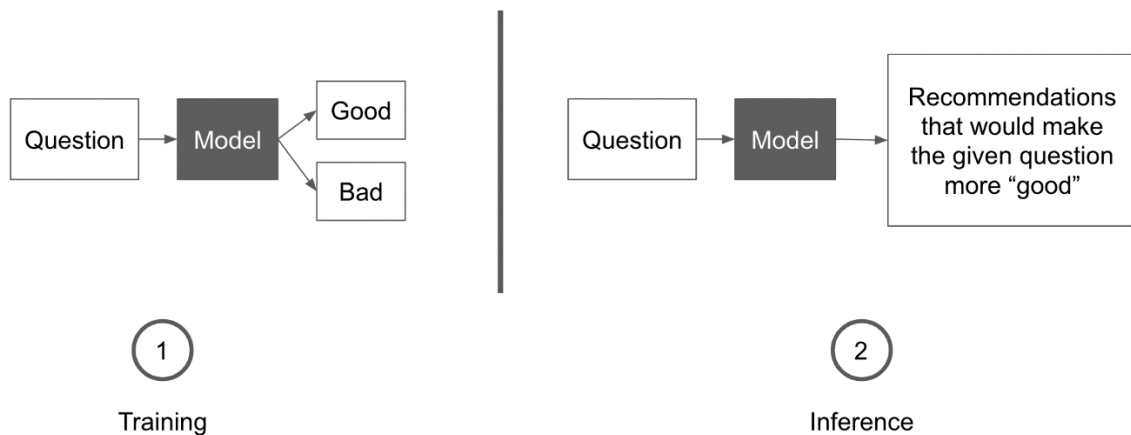 Question
Model
Good
Bad
1
Training
Question
Model
Recommendations
that would make
the given question
more “good”
2
Inference